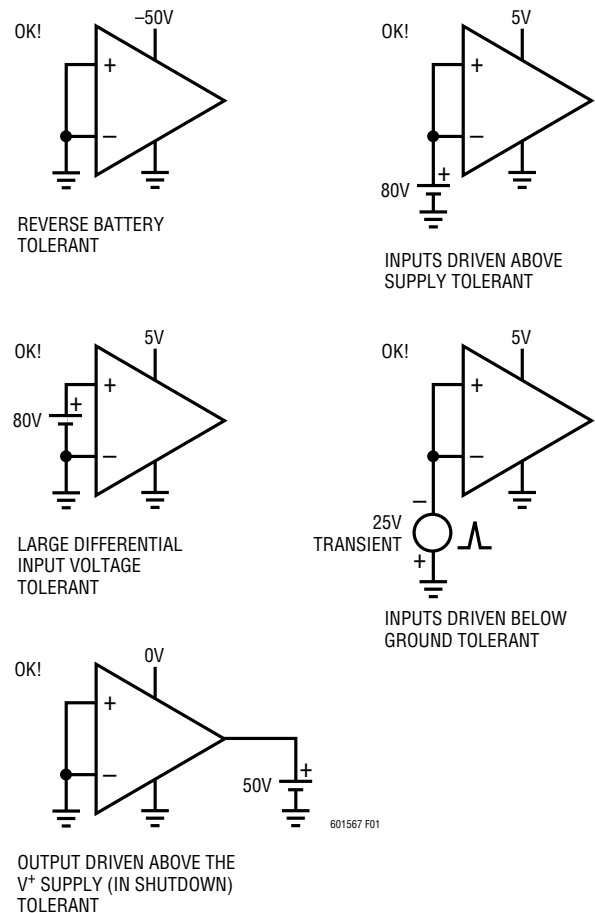 OK!
–50V
+
–
REVERSE BATTERY
TOLERANT
OK!
5V
+
–
80V
+
INPUTS DRIVEN ABOVE
SUPPLY TOLERANT
OK!
5V
+
–
80V
+
LARGE DIFFERENTIAL
INPUT VOLTAGE
TOLERANT
OK!
5V
+
–
–
25V
TRANSIENT
+
INPUTS DRIVEN BELOW
GROUND TOLERANT
OK!
0V
+
–
50V
+
601567 F01
OUTPUT DRIVEN ABOVE THE
V+ SUPPLY (IN SHUTDOWN)
TOLERANT